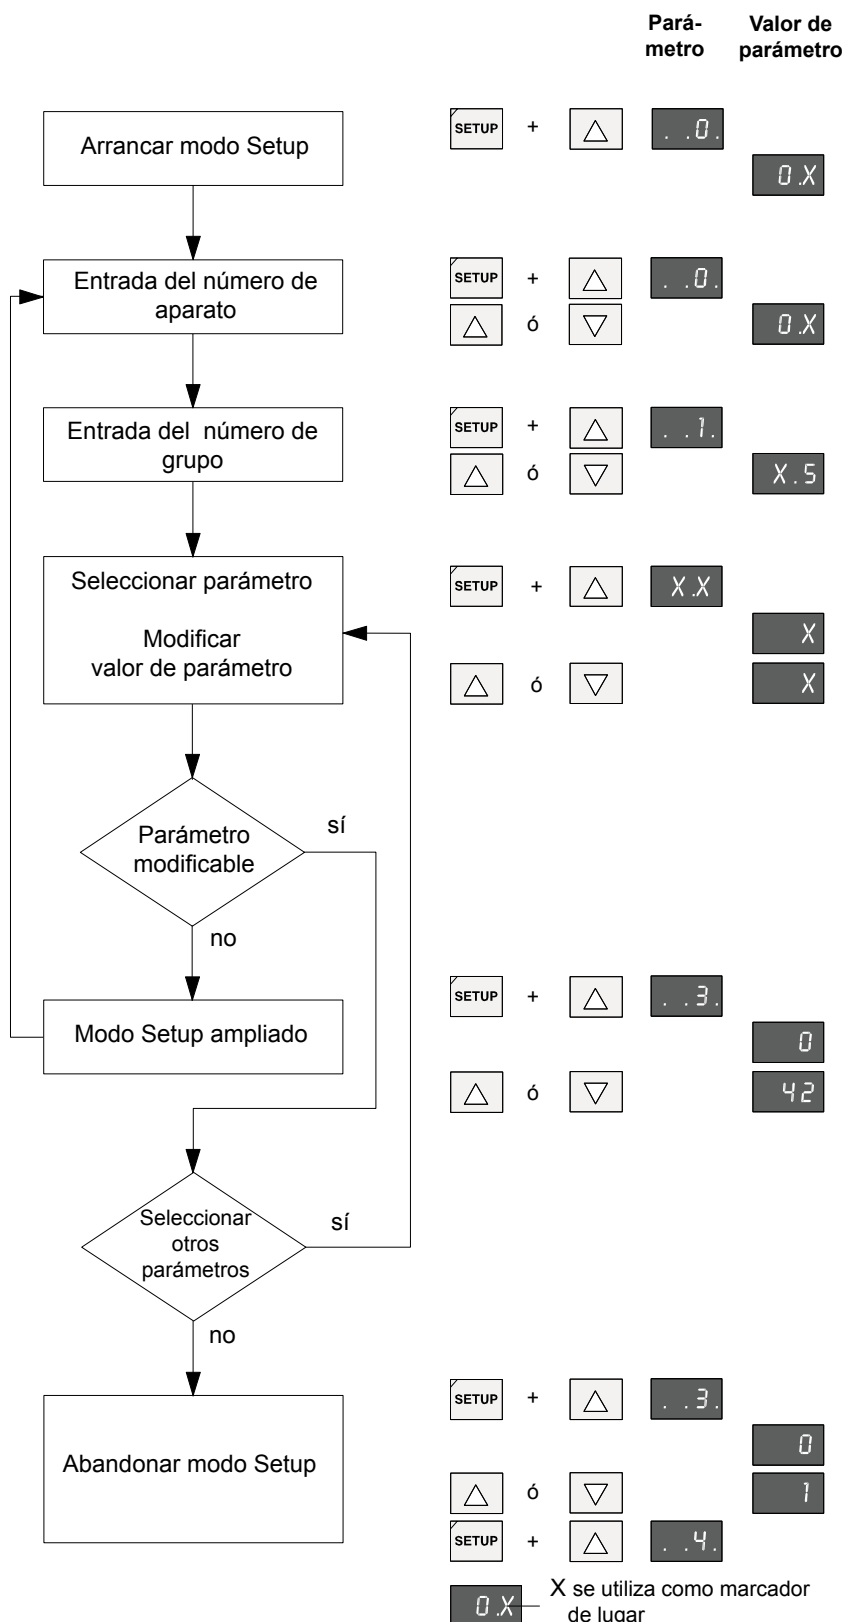 Pará-
metro
Valor de
parámetro
Arrancar modo Setup
SETUP + . .0.
0.X
Entrada del número de
aparato
SETUP + . .0.
ó 0.X
Entrada del número de
grupo
SETUP + . .1.
ó X.5
Seleccionar parámetro
Modificar
valor de parámetro
SETUP + X.X
X
ó X
Parámetro
modificable
sí
no
Modo Setup ampliado
SETUP + . .3.
0
ó 42
Seleccionar
otros
parámetros
sí
no
Abandonar modo Setup
SETUP + . .3.
0
ó 1
SETUP + . .4.
0.X
X se utiliza como marcador
de lugar